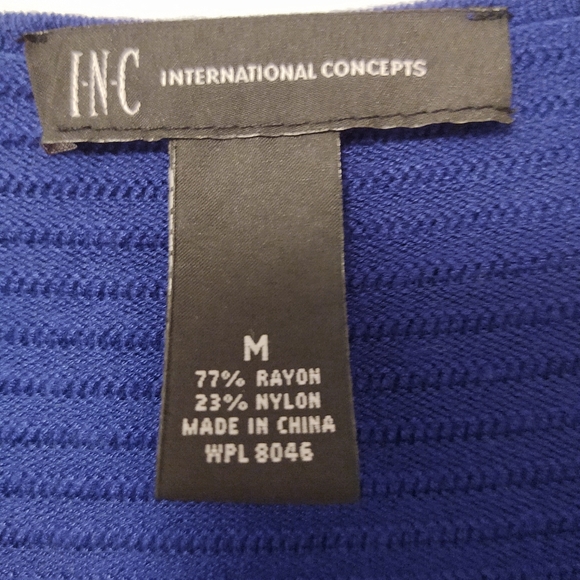 I·N·C INTERNATIONAL CONCEPTS
M
77% RAYON
23% NYLON
MADE IN CHINA
WPL 8046